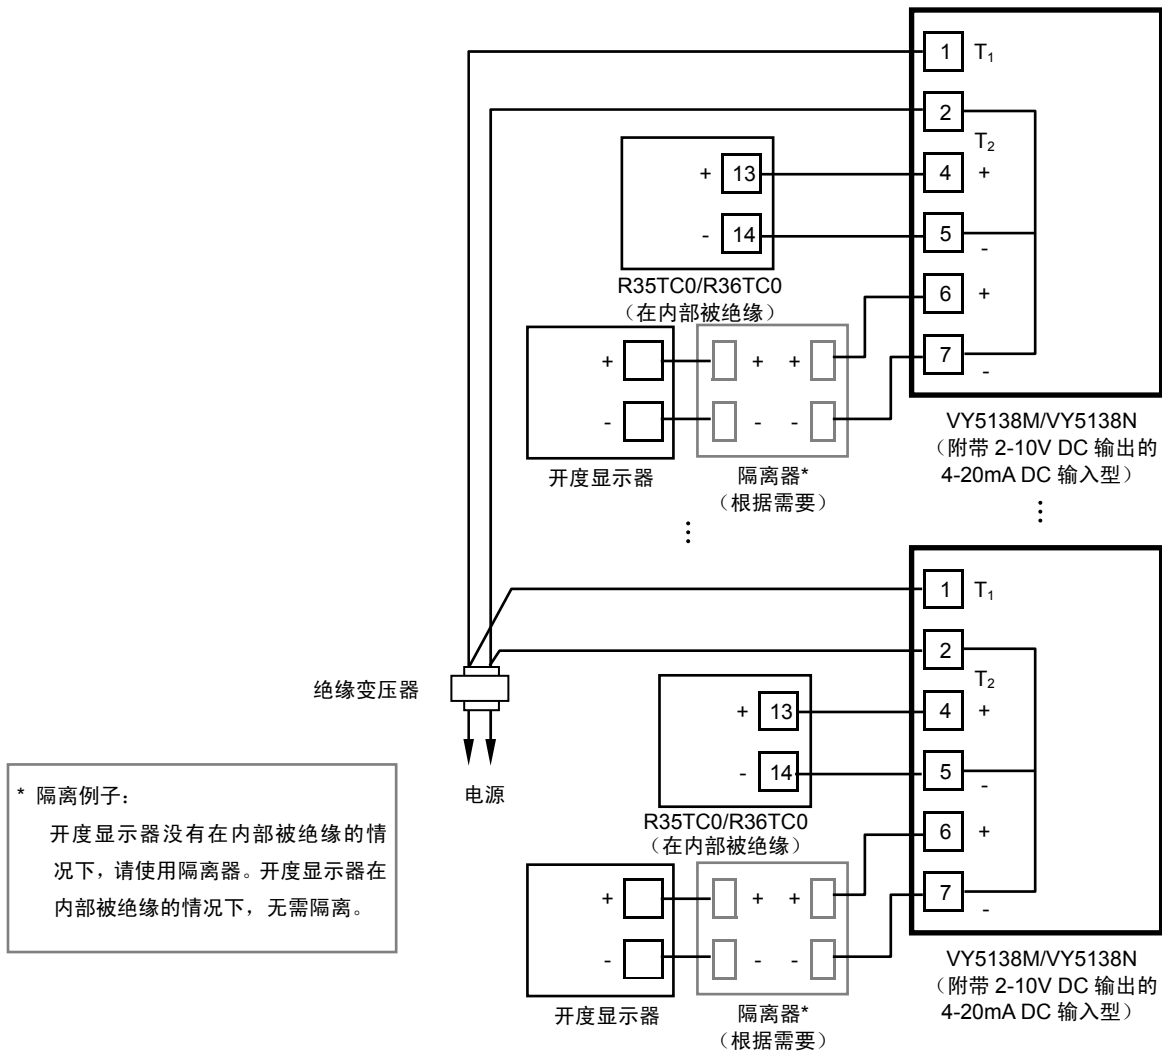 1 T₁
2
T₂
+ 13 4 +
- 14 5
-
R35TC0/R36TC0
（在内部被绝缘）
6 +
+ + + 7
-
- - -
VY5138M/VY5138N
（附带 2-10V DC 输出的
4-20mA DC 输入型）
开度显示器
隔离器*
（根据需要）
⋮
⋮
1 T₁
2
T₂
绝缘变压器
+ 13 4 +
- 14 5
-
电源
R35TC0/R36TC0
（在内部被绝缘）
6 +
+ + + 7
-
- - -
VY5138M/VY5138N
（附带 2-10V DC 输出的
4-20mA DC 输入型）
开度显示器
隔离器*
（根据需要）
* 隔离例子：
开度显示器没有在内部被绝缘的情
况下，请使用隔离器。开度显示器在
内部被绝缘的情况下，无需隔离。